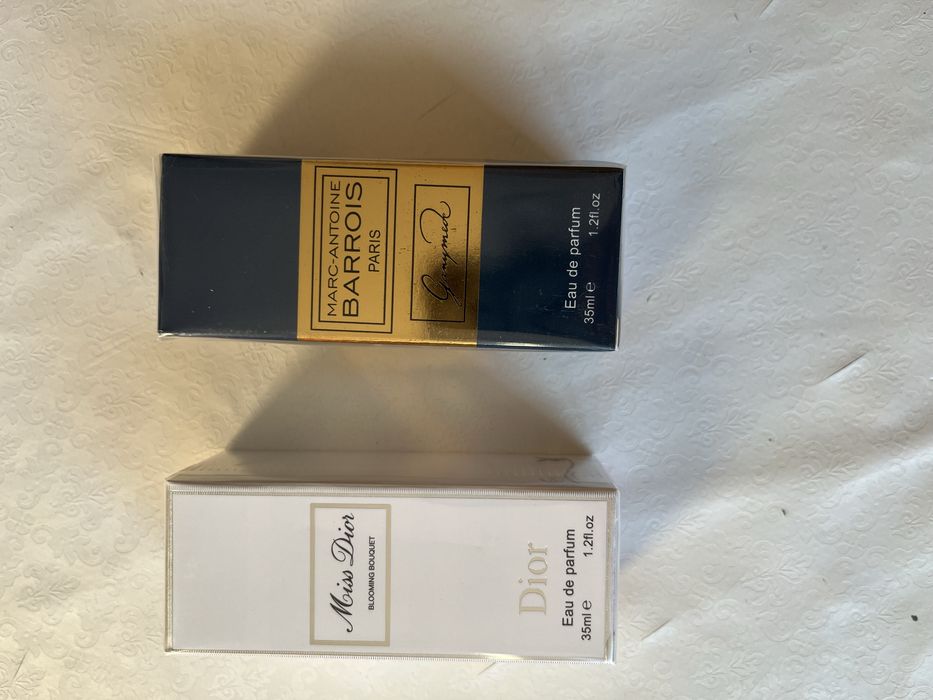 MARC-ANTOINE
BARROIS
PARIS
Ganymede
Eau de parfum
35ml e 1.2fl.oz
Miss Dior
BLOOMING BOUQUET
Dior
Eau de parfum
35ml e 1.2fl.oz